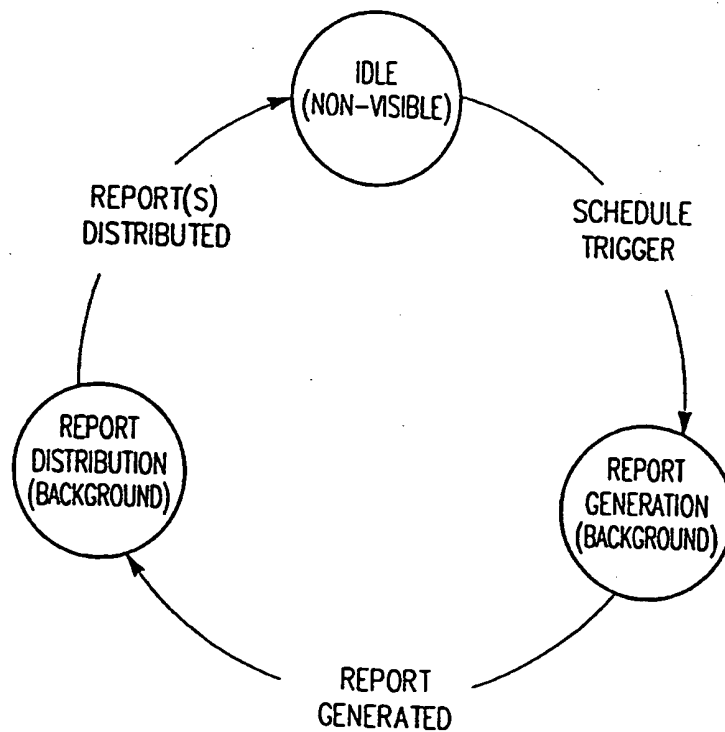 IDLE
(NON-VISIBLE)
REPORT(S)
DISTRIBUTED
SCHEDULE
TRIGGER
REPORT
DISTRIBUTION
(BACKGROUND)
REPORT
GENERATION
(BACKGROUND)
REPORT
GENERATED